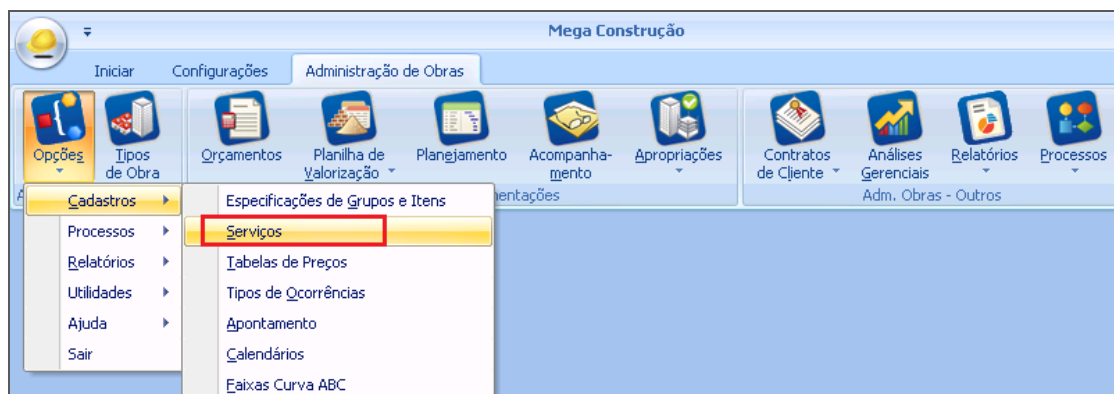 Mega Construção
Iniciar Configurações Administração de Obras
Opções Tipos de Obra Orçamentos Planilha de Valorização Planejamento Acompanha-mento Apropriações Contratos de Cliente Análises Gerenciais Relatórios Processos
Adm. Obras - Outros
Cadastros
Processos
Relatórios
Utilidades
Ajuda
Sair
Especificações de Grupos e Itens
Serviços
Tabelas de Preços
Tipos de Ocorrências
Apontamento
Calendários
Faixas Curva ABC